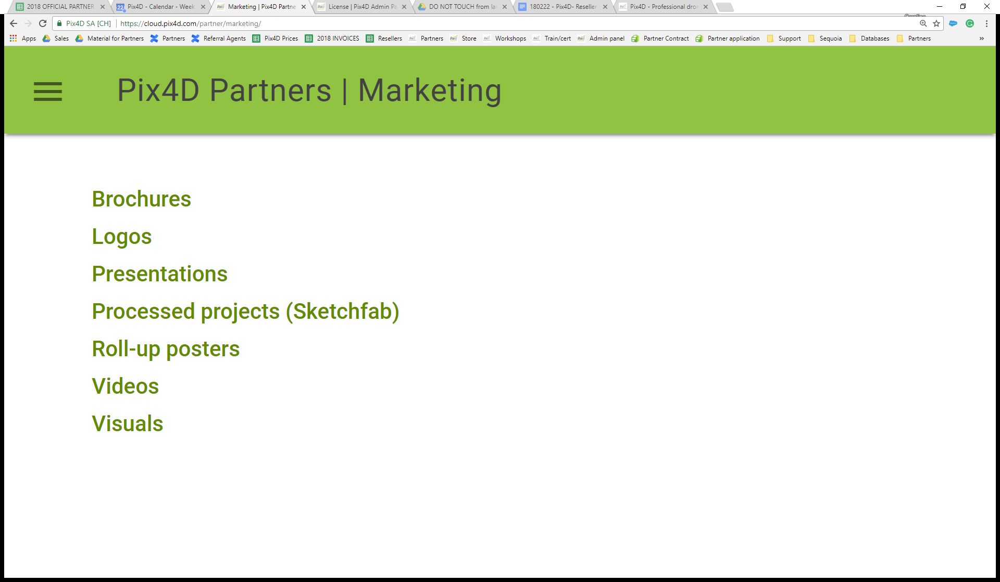 2018 OFFICIAL PARTNER
Pix4D - Calendar - Week
Marketing | Pix4D Partne
License | Pix4D Admin Pa
DO NOT TOUCH from la
180222 - Pix4D- Reseller
Pix4D - Professional dron
Pix4D SA [CH] https://cloud.pix4d.com/partner/marketing/
Apps Sales Material for Partners Partners Referral Agents Pix4D Prices 2018 INVOICES Resellers Partners Store Workshops Train/cert Admin panel Partner Contract Partner application Support Sequoia Databases Partners »
Pix4D Partners | Marketing
Brochures
Logos
Presentations
Processed projects (Sketchfab)
Roll-up posters
Videos
Visuals